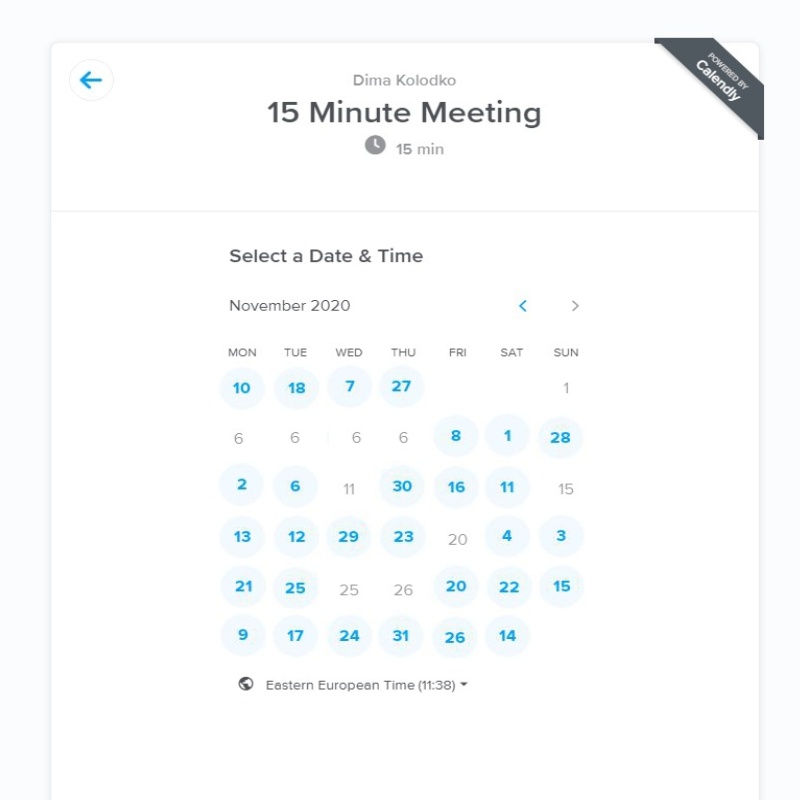 POWERED BY
Calendly
Dima Kolodko
15 Minute Meeting
15 min
Select a Date & Time
November 2020
MON TUE WED THU FRI SAT SUN
10 18 7 27 1
6 6 6 6 8 1 28
2 6 11 30 16 11 15
13 12 29 23 20 4 3
21 25 25 26 20 22 15
9 17 24 31 26 14
Eastern European Time (11:38)